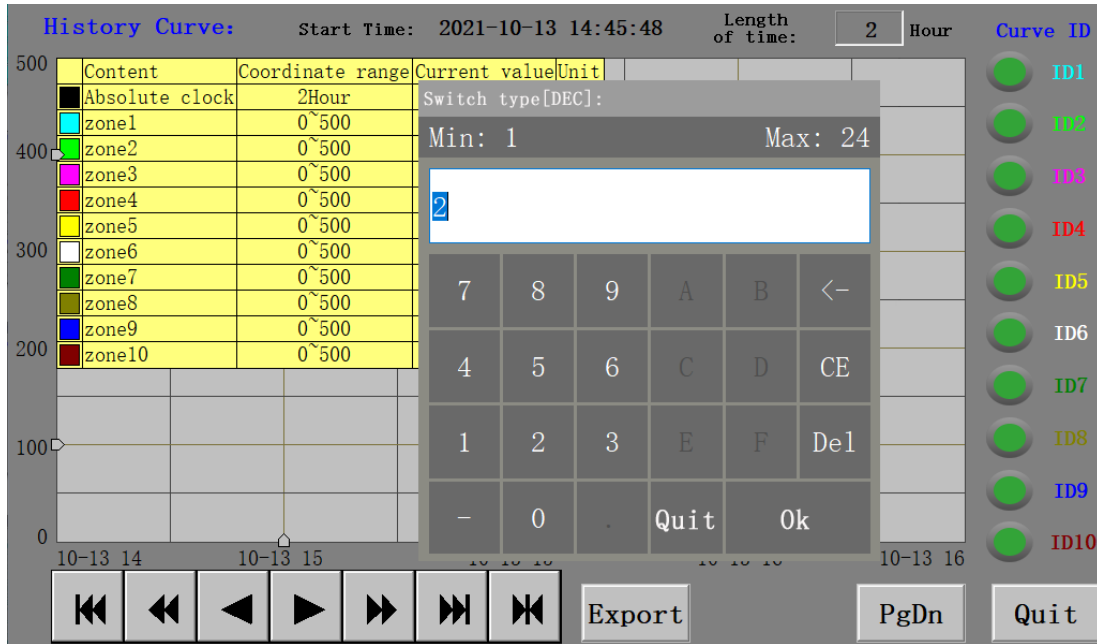 History Curve: Start Time: 2021-10-13 14:45:48 Length of time: 2 Hour Curve ID
500
Content Coordinate range Current value Unit
Absolute clock 2Hour
zone1 0~500
zone2 0~500
zone3 0~500
zone4 0~500
zone5 0~500
zone6 0~500
zone7 0~500
zone8 0~500
zone9 0~500
zone10 0~500
400
300
200
100
0
Switch type[DEC]:
Min: 1 Max: 24
2
7 8 9 A B <-
4 5 6 C D CE
1 2 3 E F Del
- 0 . Quit Ok
ID1
ID2
ID3
ID4
ID5
ID6
ID7
ID8
ID9
ID10
10-13 14 10-13 15 10-13 16
Export PgDn Quit